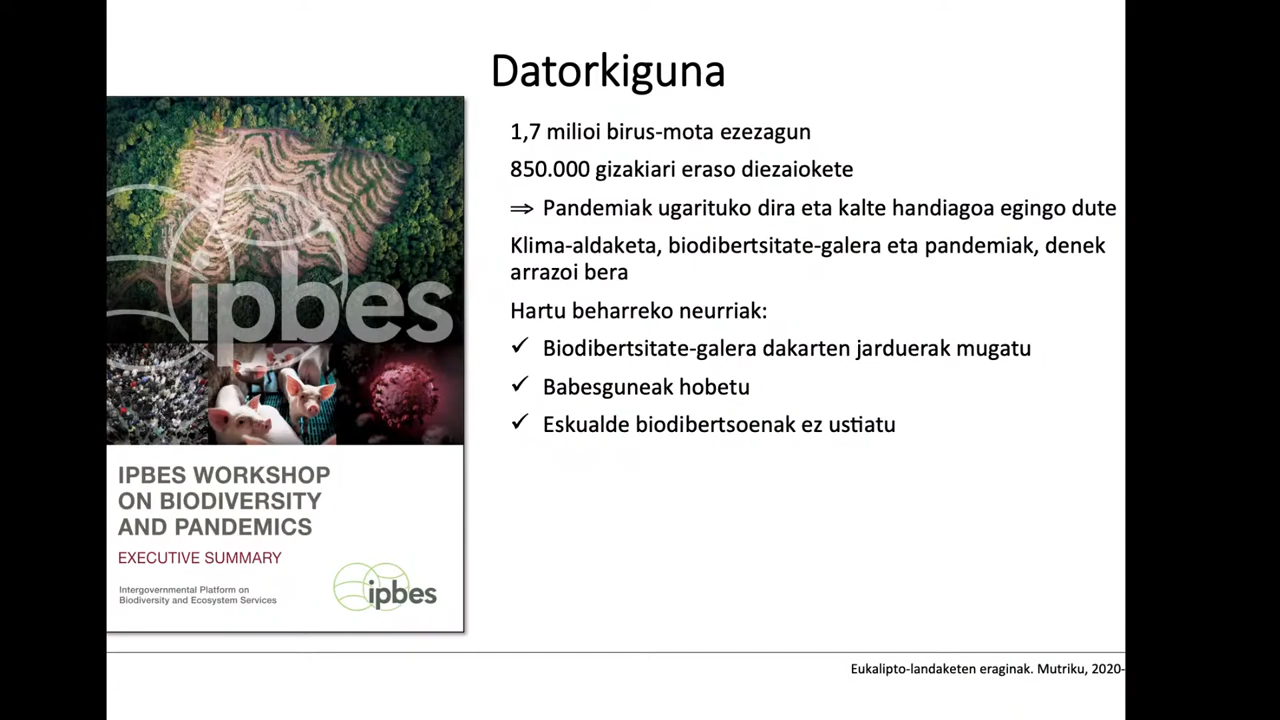 Datorkiguna
1,7 milioi birus-mota ezezagun
850.000 gizakiari eraso diezaiokete
⇒ Pandemiak ugarituko dira eta kalte handiagoa egingo dute
Klima-aldaketa, biodibertsitate-galera eta pandemiak, denek
arrazoi bera
Hartu beharreko neurriak:
✓ Biodibertsitate-galera dakarten jarduerak mugatu
✓ Babesguneak hobetu
✓ Eskualde biodibertsoenak ez ustiatu
ipbes
IPBES WORKSHOP
ON BIODIVERSITY
AND PANDEMICS
EXECUTIVE SUMMARY
Intergovernmental Platform on
Biodiversity and Ecosystem Services
ipbes
Eukalipto-landaketen eraginak. Mutriku, 2020-